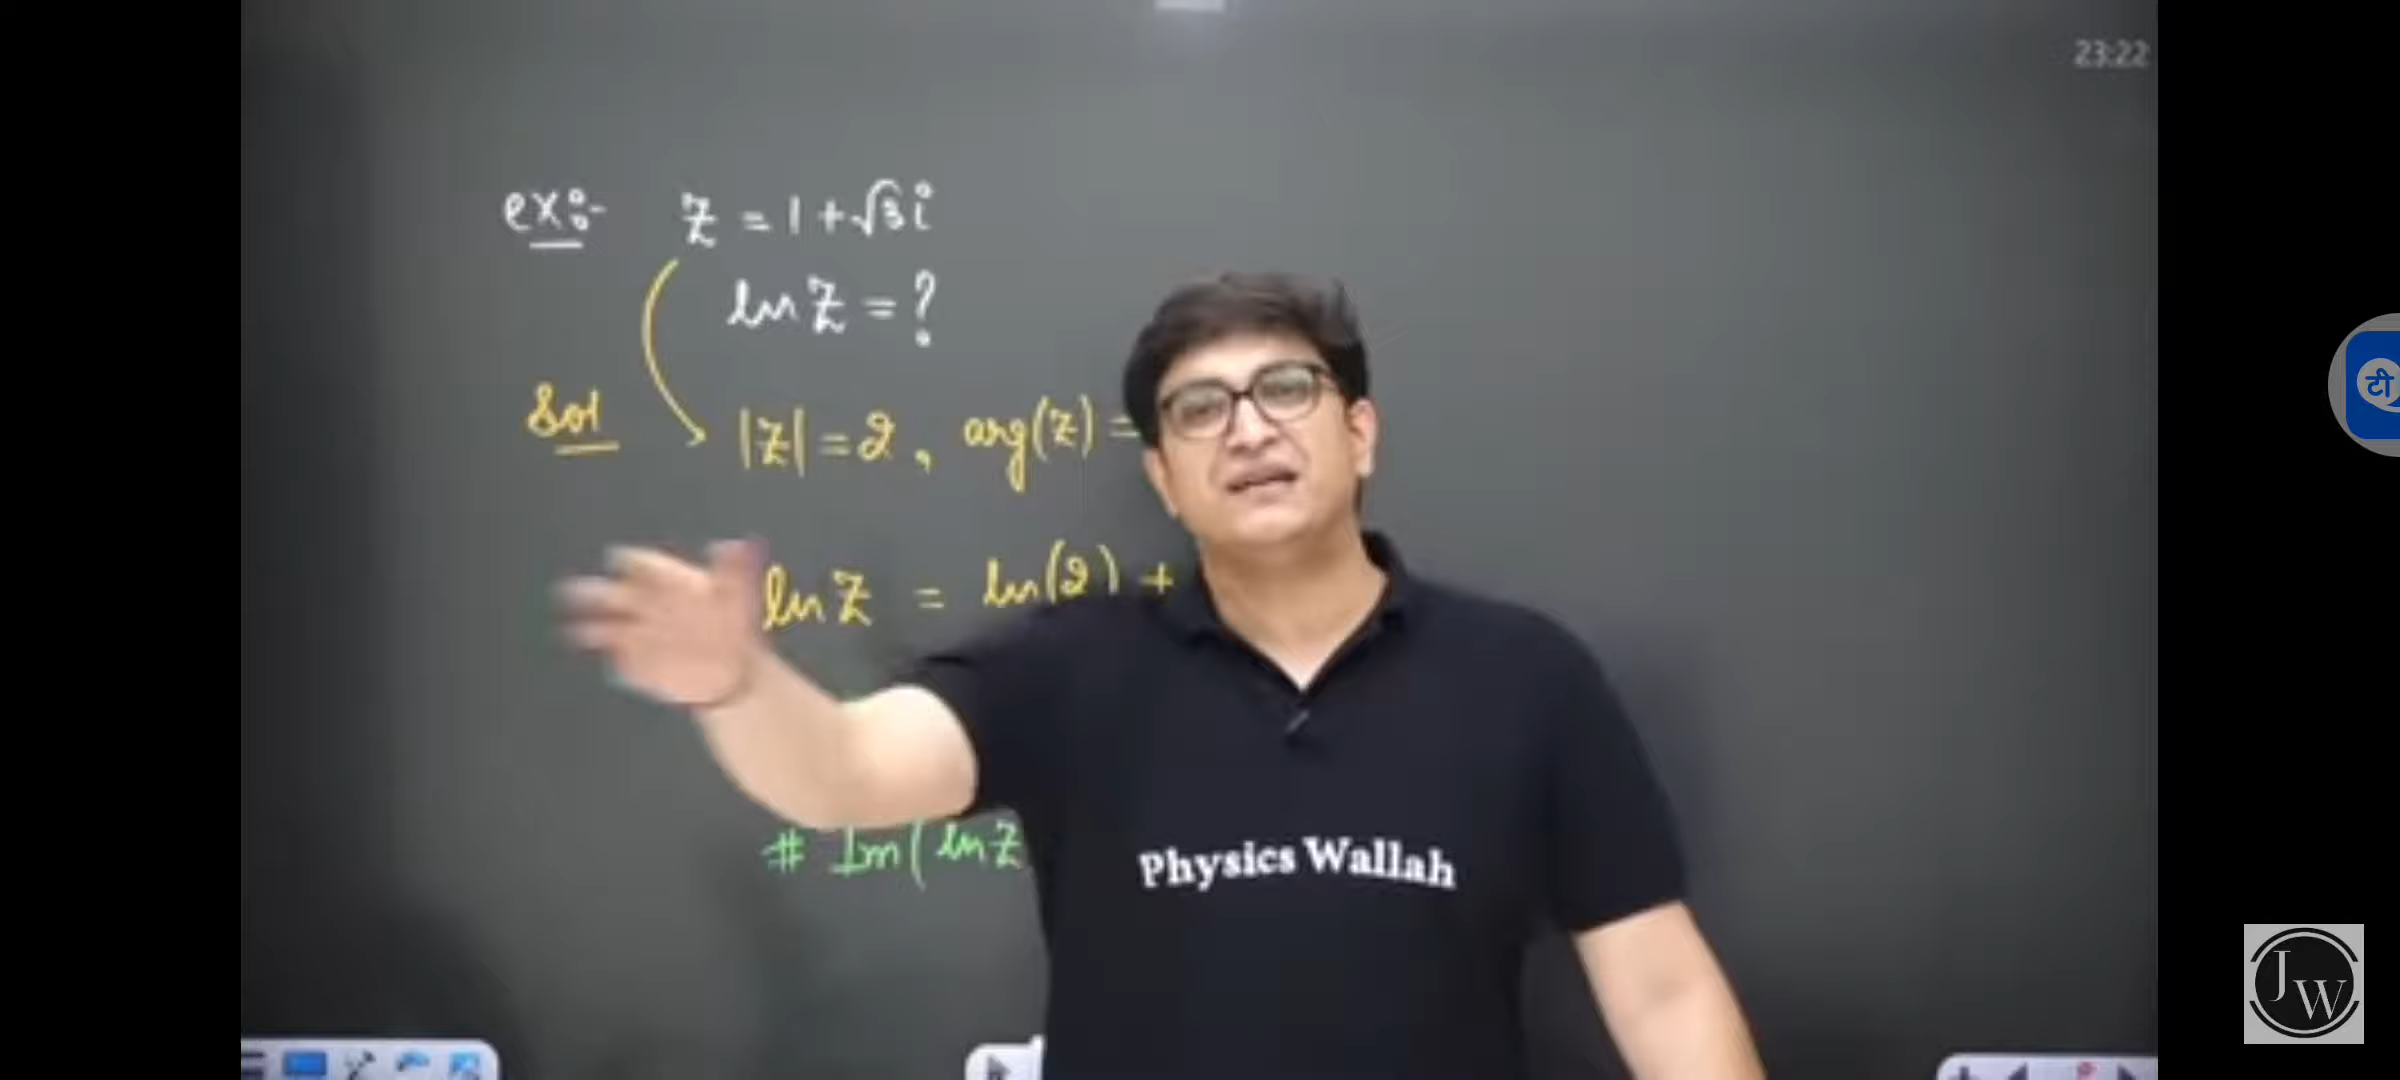 23:22
ex:- z = 1 + √3 i
ln z = ?
Sol
|z| = 2, arg(z) =
ln z = ln(2) +
# Im(ln z
Physics Wallah
टी
JW